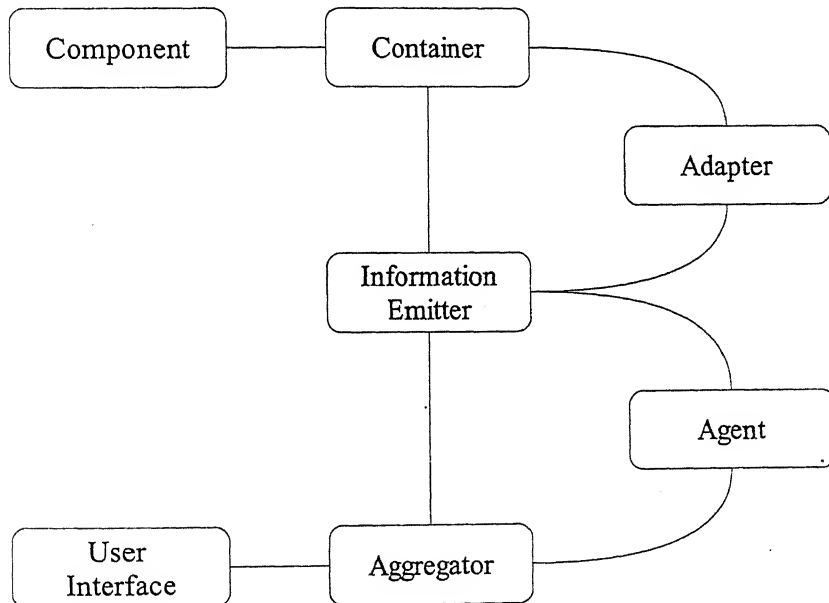 Component
Container
Adapter
Information
Emitter
Agent
User
Interface
Aggregator